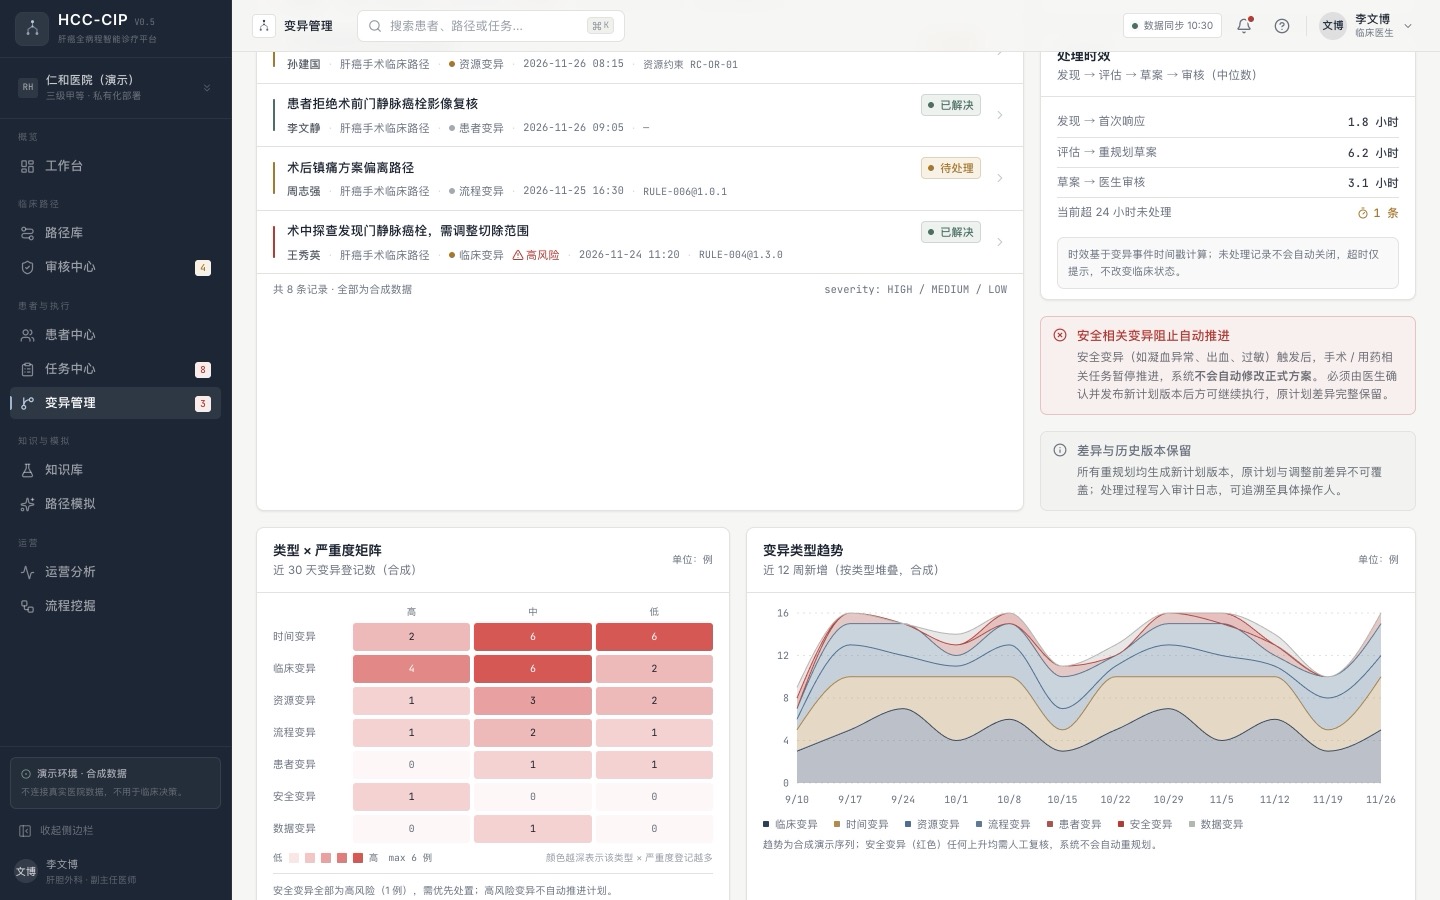 HCC-CIP V0.5
肝癌全病程智能诊疗平台
RH
仁和医院（演示）
三级甲等 · 私有化部署
概览
工作台
临床路径
路径库
审核中心 4
患者与执行
患者中心
任务中心 8
变异管理 3
知识与模拟
知识库
路径模拟
运营
运营分析
流程挖掘
演示环境 · 合成数据
不连接真实医院数据，不用于临床决策。
收起侧边栏
文博
李文博
肝胆外科 · 副主任医师
变异管理
搜索患者、路径或任务...
⌘K
数据同步 10:30
文博
李文博
临床医生
孙建国 · 肝癌手术临床路径 · 资源变异 · 2026-11-26 08:15 · 资源约束 RC-OR-01
患者拒绝术前门静脉癌栓影像复核
已解决
李文静 · 肝癌手术临床路径 · 患者变异 · 2026-11-26 09:05 · —
术后镇痛方案偏离路径
待处理
周志强 · 肝癌手术临床路径 · 流程变异 · 2026-11-25 16:30 · RULE-006@1.0.1
术中探查发现门静脉癌栓，需调整切除范围
已解决
王秀英 · 肝癌手术临床路径 · 临床变异 高风险 · 2026-11-24 11:20 · RULE-004@1.3.0
共 8 条记录 · 全部为合成数据
severity: HIGH / MEDIUM / LOW
处理时效
发现 → 评估 → 草案 → 审核（中位数）
发现 → 首次响应 1.8 小时
评估 → 重规划草案 6.2 小时
草案 → 医生审核 3.1 小时
当前超 24 小时未处理 1 条
时效基于变异事件时间戳计算；未处理记录不会自动关闭，超时仅
提示，不改变临床状态。
安全相关变异阻止自动推进
安全变异（如凝血异常、出血、过敏）触发后，手术 / 用药相
关任务暂停推进，系统不会自动修改正式方案。 必须由医生确
认并发布新计划版本后方可继续执行，原计划差异完整保留。
差异与历史版本保留
所有重规划均生成新计划版本，原计划与调整前差异不可覆
盖；处理过程写入审计日志，可追溯至具体操作人。
类型 × 严重度矩阵
近 30 天变异登记数（合成）
单位：例
高 中 低
时间变异 2 6 6
临床变异 4 6 2
资源变异 1 3 2
流程变异 1 2 1
患者变异 0 1 1
安全变异 1 0 0
数据变异 0 1 0
低 高 max 6 例
颜色越深表示该类型 × 严重度登记越多
安全变异全部为高风险（1 例），需优先处置；高风险变异不自动推进计划。
变异类型趋势
近 12 周新增（按类型堆叠，合成）
单位：例
16
12
8
4
0
9/10 9/17 9/24 10/1 10/8 10/15 10/22 10/29 11/5 11/12 11/19 11/26
临床变异 时间变异 资源变异 流程变异 患者变异 安全变异 数据变异
趋势为合成演示序列；安全变异（红色）任何上升均需人工复核，系统不会自动重规划。